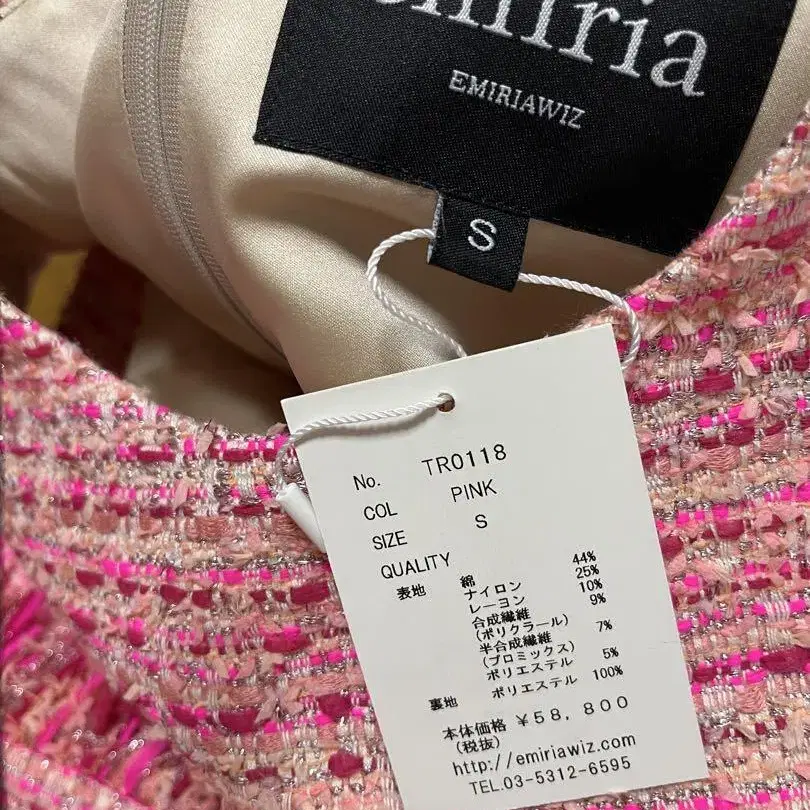 emiria
EMIRIAWIZ
S
No. TR0118
COL PINK
SIZE S
QUALITY
表地 綿 44%
ナイロン 25%
レーヨン 10%
合成繊維 9%
(ポリクラール)
半合成繊維 7%
(プロミックス)
ポリエステル 5%
裏地 ポリエステル 100%
本体価格 ¥58,800
(税抜)
http://emiriawiz.com
TEL.03-5312-6595